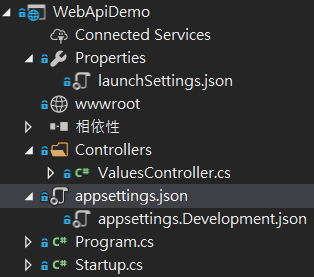 WebApiDemo
Connected Services
Properties
launchSettings.json
wwwroot
相依性
Controllers
ValuesController.cs
appsettings.json
appsettings.Development.json
Program.cs
Startup.cs